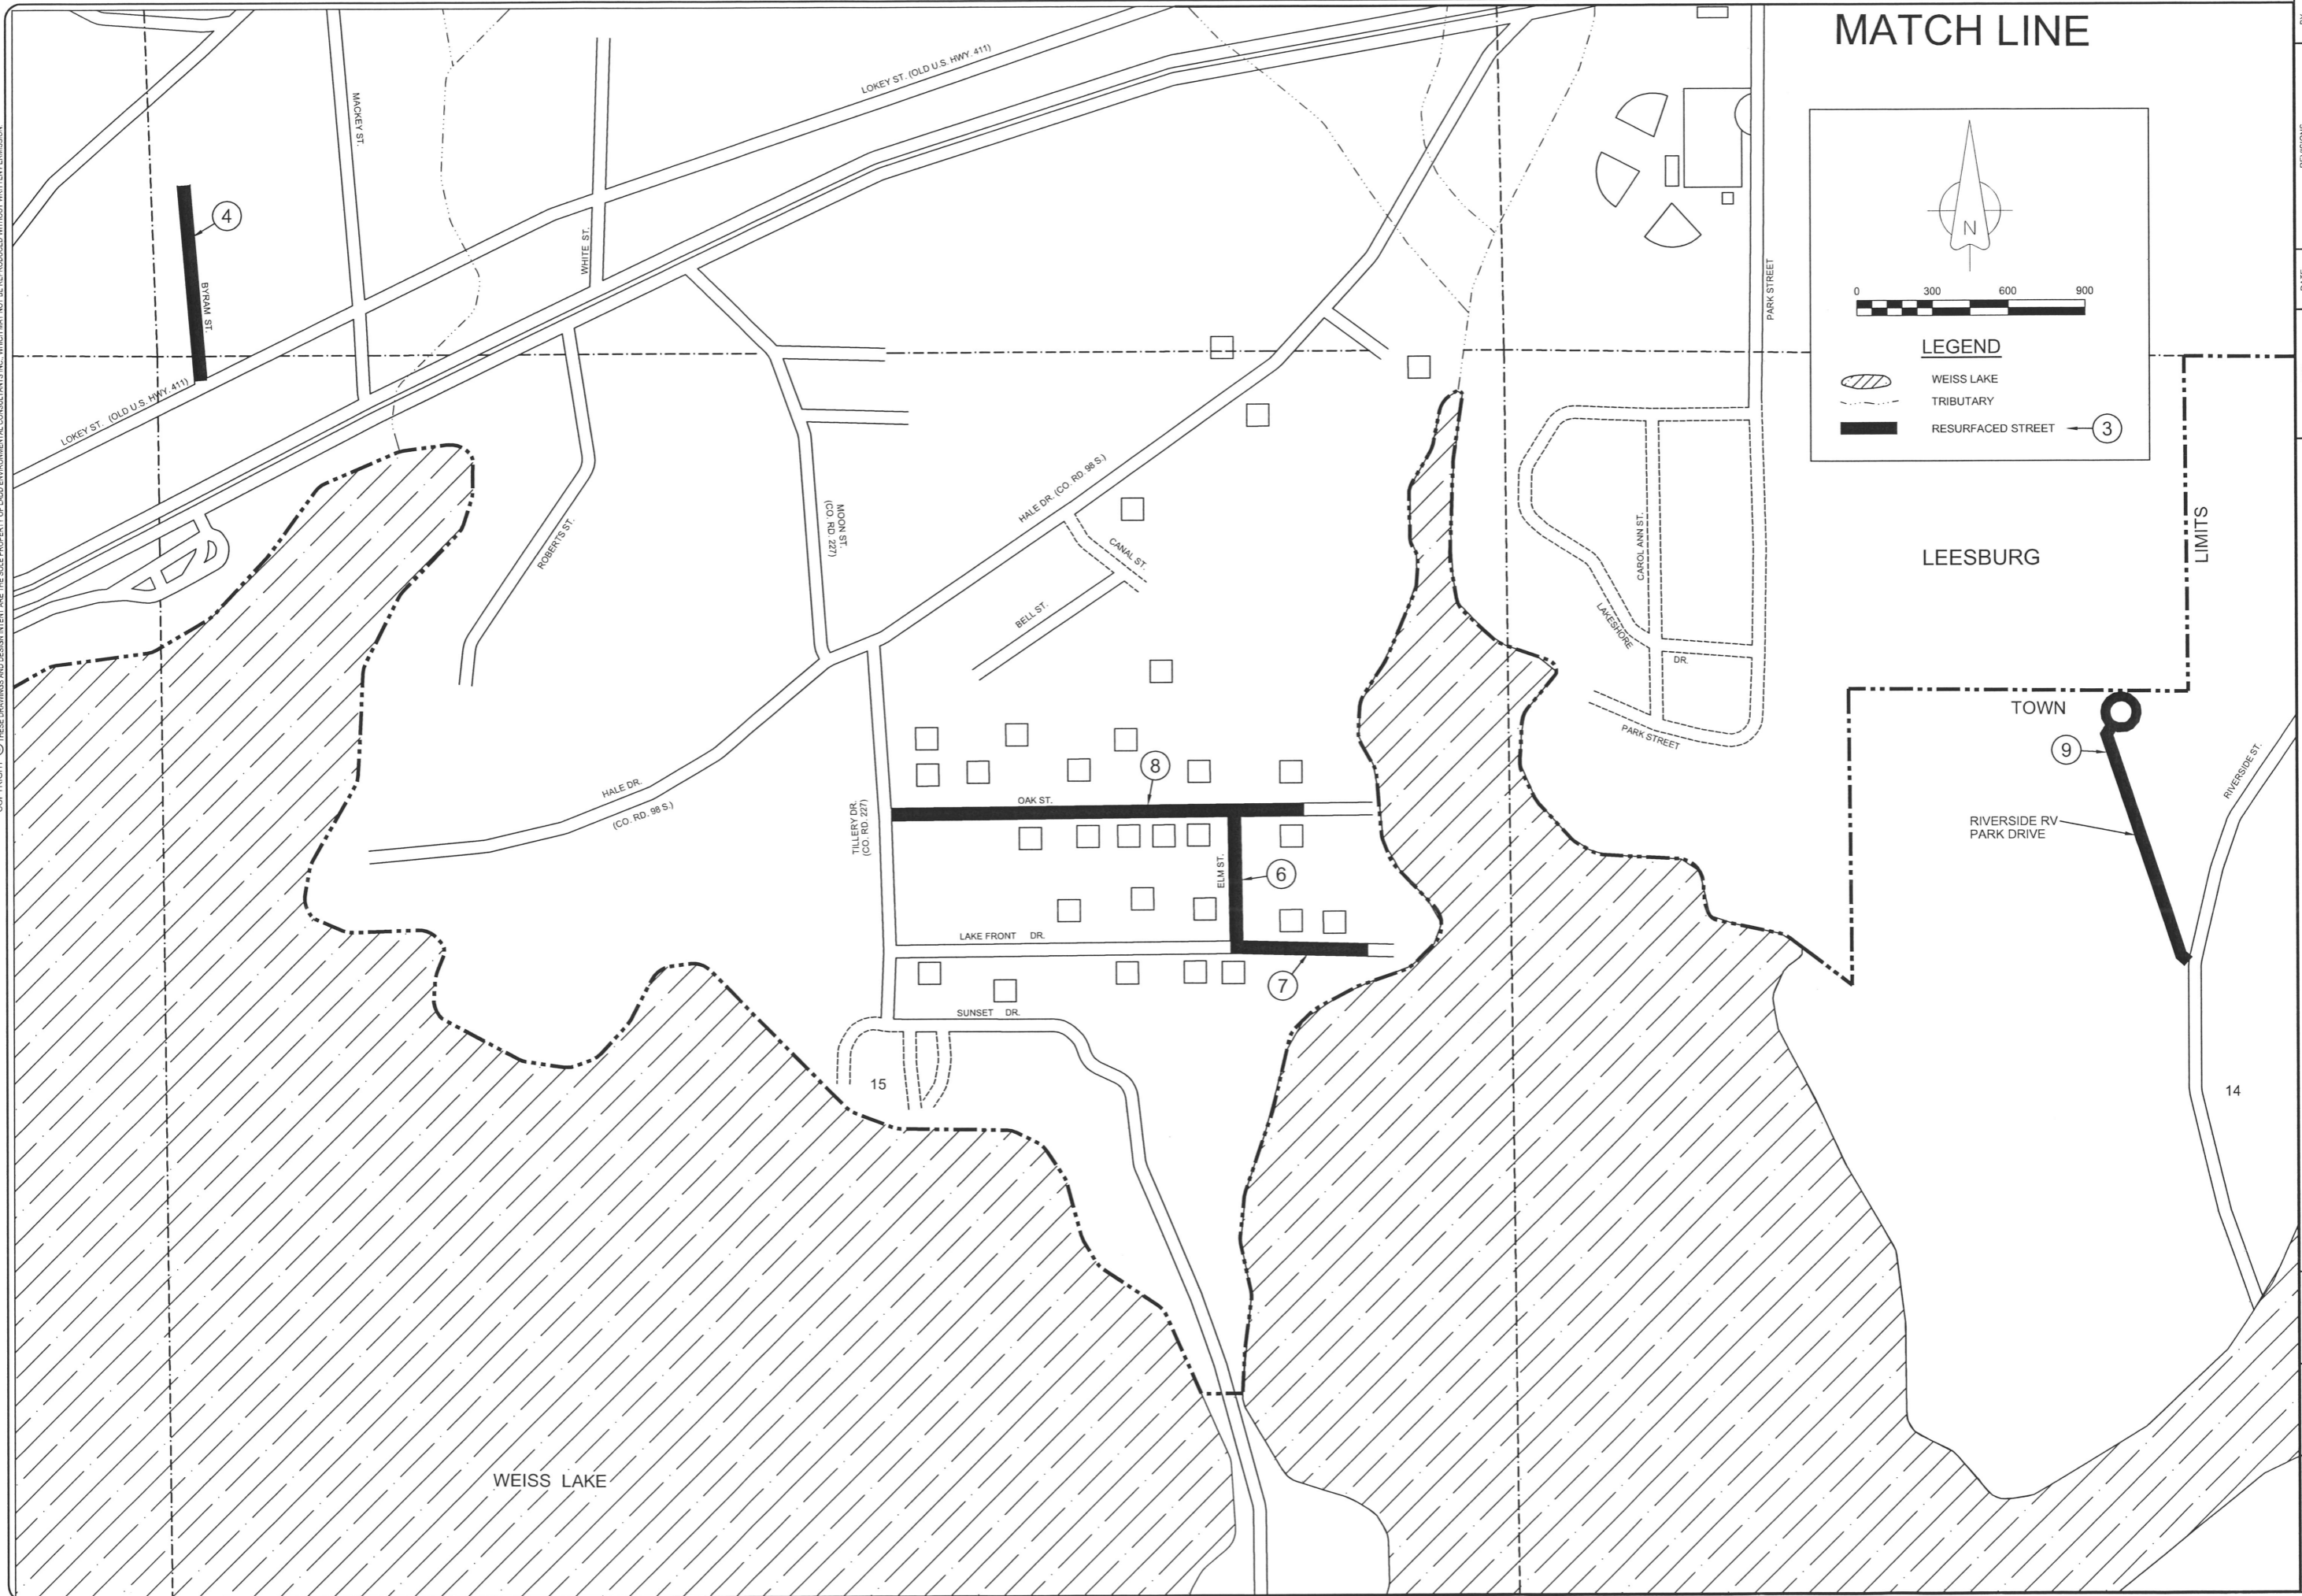 MATCH LINE
LOKEY ST. (OLD U.S. HWY. 411)
MACKEY ST.
4
BYRAM ST.
WHITE ST.
PARK STREET
N
0 300 600 900
LEGEND
WEISS LAKE
TRIBUTARY
RESURFACED STREET 3
LOKEY ST. (OLD U.S. HWY. 411)
ROBERTS ST.
MOON ST.
(CO. RD. 227)
HALE DR. (CO. RD. 98 S.)
CANAL ST.
BELL ST.
CAROL ANN ST.
LAKESHORE
DR.
PARK STREET
LEESBURG
LIMITS
TOWN
9
RIVERSIDE ST.
RIVERSIDE RV
PARK DRIVE
HALE DR.
(CO. RD. 98 S.)
TILLERY DR.
(CO. RD. 227)
8
OAK ST.
ELM ST.
6
LAKE FRONT DR.
7
SUNSET DR.
15
14
WEISS LAKE